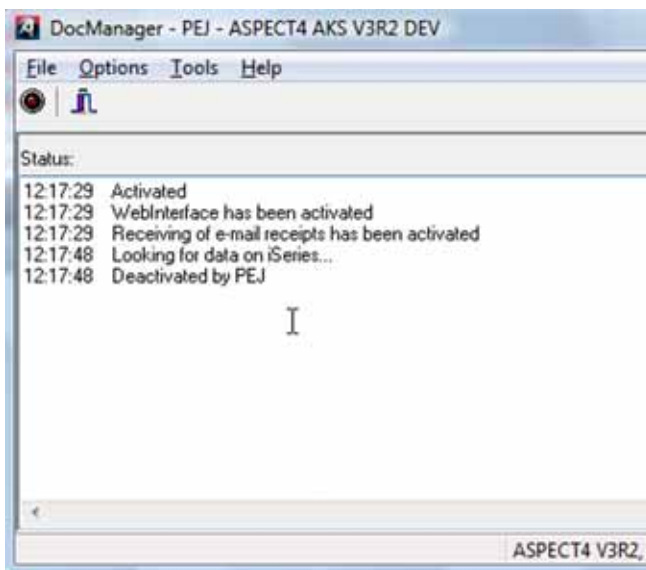 DocManager - PEJ - ASPECT4 AKS V3R2 DEV
File Options Tools Help
Status:
12:17:29 Activated
12:17:29 WebInterface has been activated
12:17:29 Receiving of e-mail receipts has been activated
12:17:48 Looking for data on iSeries...
12:17:48 Deactivated by PEJ
ASPECT4 V3R2,